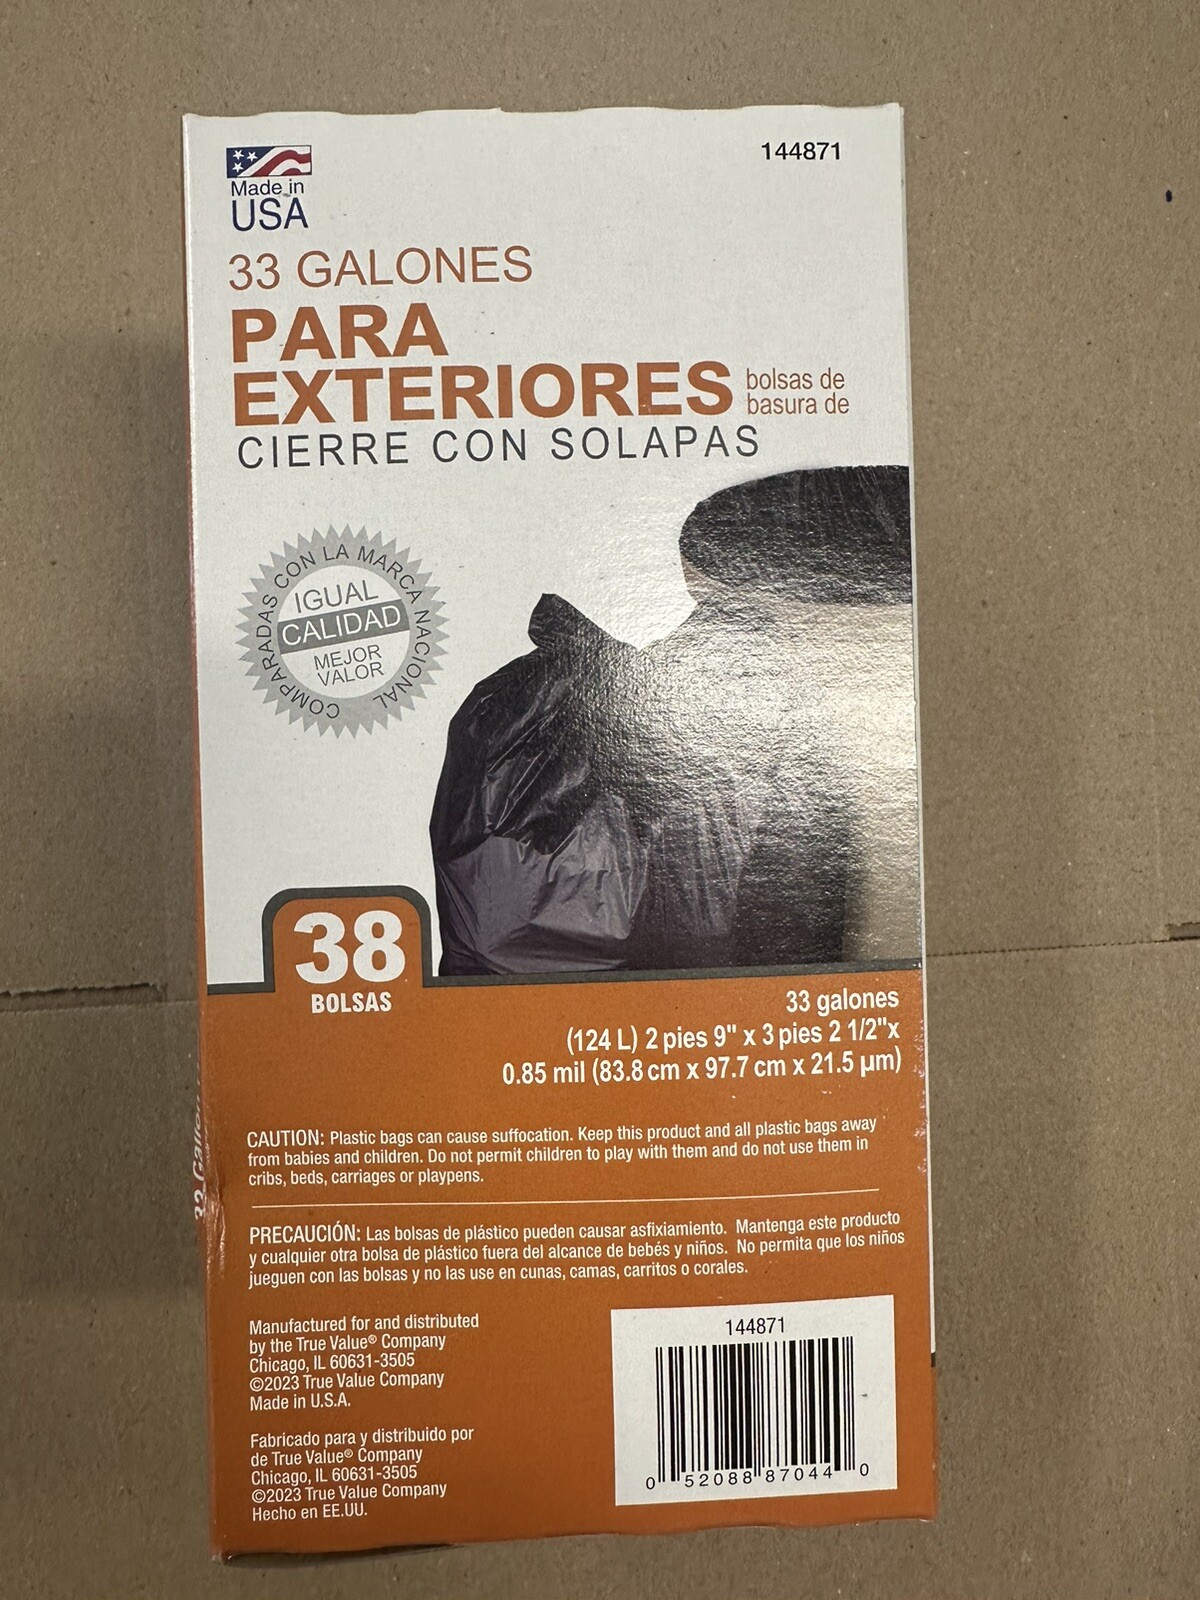 Made in
USA
144871
33 GALONES
PARA
EXTERIORES
bolsas de
basura de
CIERRE CON SOLAPAS
COMPARADAS CON LA MARCA NACIONAL
IGUAL
CALIDAD
MEJOR
VALOR
38
BOLSAS
33 galones
(124 L) 2 pies 9" x 3 pies 2 1/2"x
0.85 mil (83.8 cm x 97.7 cm x 21.5 µm)
33 Gallon
CAUTION: Plastic bags can cause suffocation. Keep this product and all plastic bags away
from babies and children. Do not permit children to play with them and do not use them in
cribs, beds, carriages or playpens.
PRECAUCIÓN: Las bolsas de plástico pueden causar asfixiamiento. Mantenga este producto
y cualquier otra bolsa de plástico fuera del alcance de bebés y niños. No permita que los niños
jueguen con las bolsas y no las use en cunas, camas, carritos o corales.
Manufactured for and distributed
by the True Value® Company
Chicago, IL 60631-3505
©2023 True Value Company
Made in U.S.A.
Fabricado para y distribuido por
de True Value® Company
Chicago, IL 60631-3505
©2023 True Value Company
Hecho en EE.UU.
144871
0 52088 87044 0